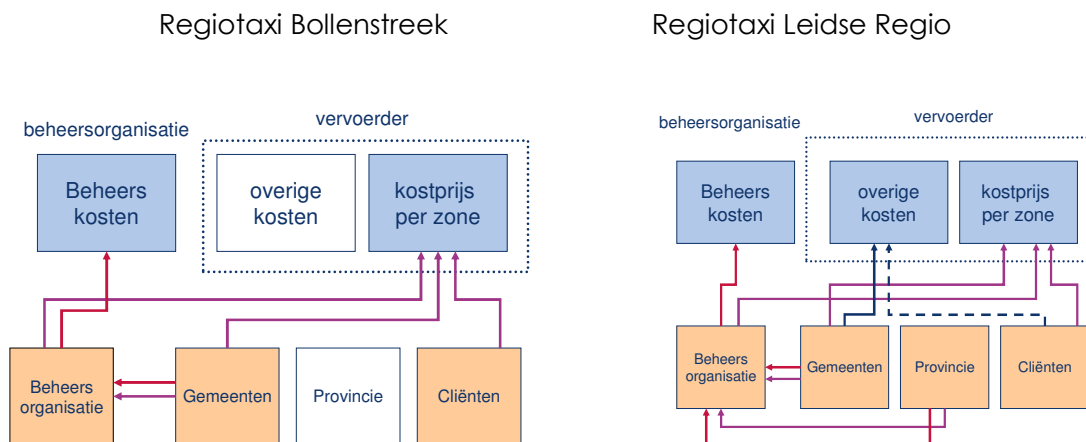 Regiotaxi Bollenstreek
beheersorganisatie
vervoerder
Beheers
kosten
overige
kosten
kostprijs
per zone
Beheers
organisatie
Gemeenten
Provincie
Cliënten
Regiotaxi Leidse Regio
beheersorganisatie
vervoerder
Beheers
kosten
overige
kosten
kostprijs
per zone
Beheers
organisatie
Gemeenten
Provincie
Cliënten